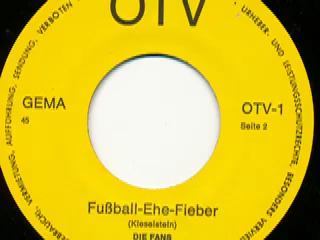 OTV
GEMA
45
OTV-1
Seite 2
Fußball-Ehe-Fieber
(Kieselstein)
DIE FANS
VERMIETUNG, AUFFÜHRUNG, SENDUNG, VERBOTEN
URHEBER- UND LEISTUNGSSCHUTZRECHTE, BESONDERS